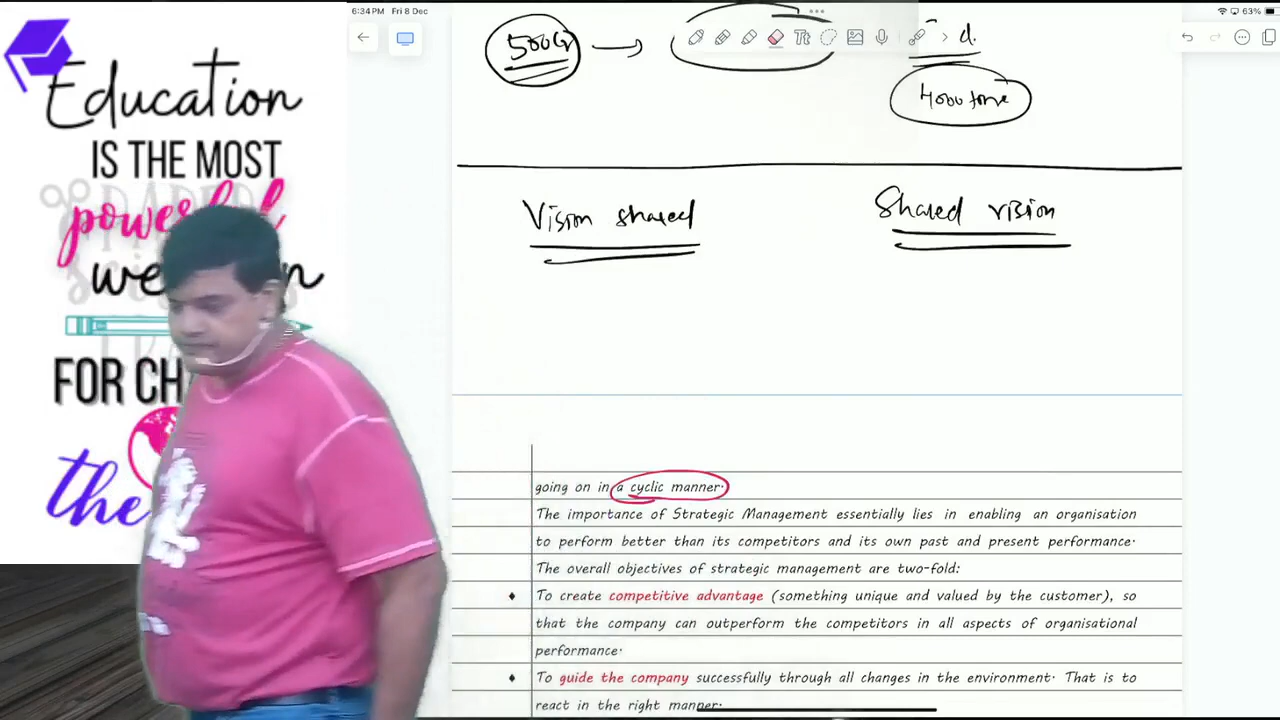 6:34 PM Fri 8 Dec
63%
Education
IS THE MOST
powerful
FOR
the
Tt
d.
Vision shared
Shared vision
going on in a cyclic manner.
The importance of Strategic Management essentially lies in enabling an organisation
to perform better than its competitors and its own past and present performance.
The overall objectives of strategic management are two-fold:
♦ To create competitive advantage (something unique and valued by the customer), so
that the company can outperform the competitors in all aspects of organisational
performance.
♦ To guide the company successfully through all changes in the environment. That is to
react in the right manner.